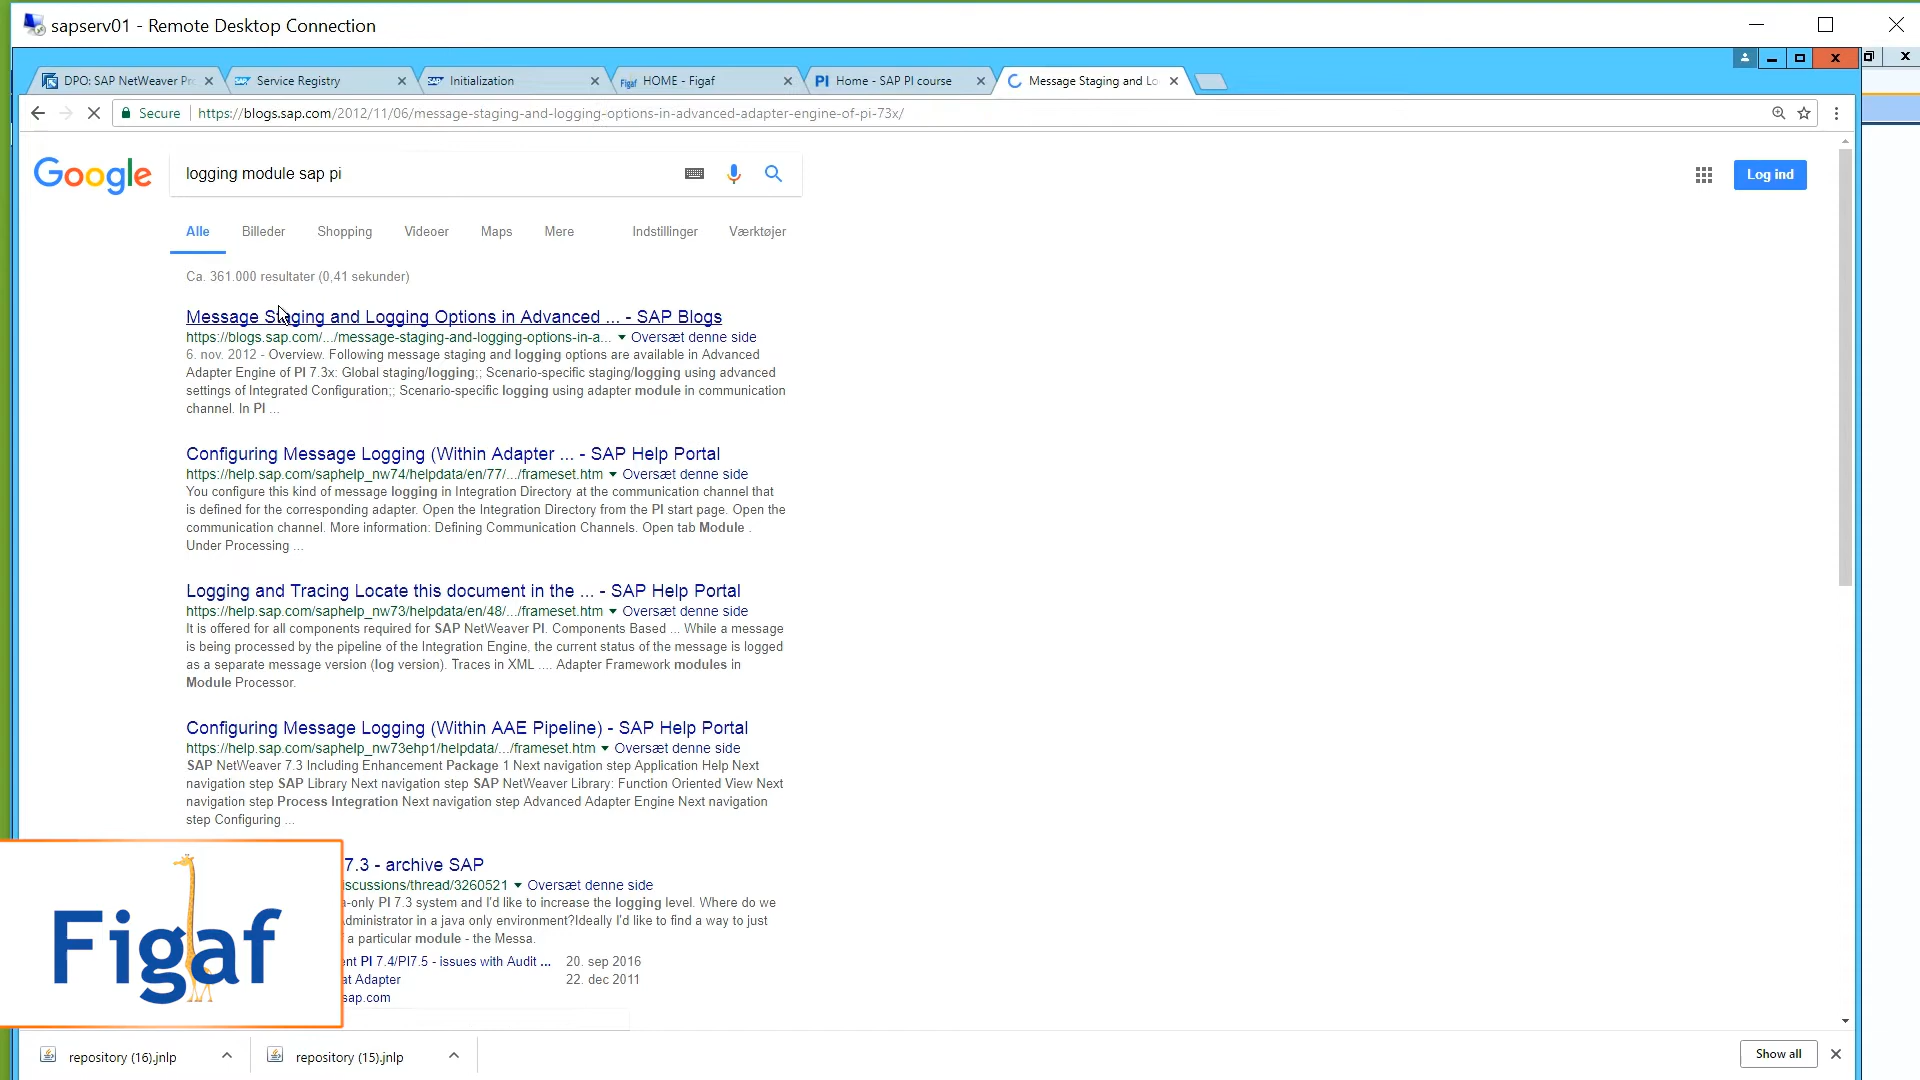 sapserv01 - Remote Desktop Connection
DPO: SAP NetWeaver Pr
Service Registry
Initialization
Figaf HOME - Figaf
PI Home - SAP PI course
Message Staging and Lo
Secure https://blogs.sap.com/2012/11/06/message-staging-and-logging-options-in-advanced-adapter-engine-of-pi-73x/
Google
logging module sap pi
Log ind
Alle Billeder Shopping Videoer Maps Mere Indstillinger Værktøjer
Ca. 361.000 resultater (0,41 sekunder)
Message Staging and Logging Options in Advanced ... - SAP Blogs
https://blogs.sap.com/.../message-staging-and-logging-options-in-a... Oversæt denne side
6. nov. 2012 - Overview. Following message staging and logging options are available in Advanced
Adapter Engine of PI 7.3x: Global staging/logging;; Scenario-specific staging/logging using advanced
settings of Integrated Configuration;; Scenario-specific logging using adapter module in communication
channel. In PI ...
Configuring Message Logging (Within Adapter ... - SAP Help Portal
https://help.sap.com/saphelp_nw74/helpdata/en/77/.../frameset.htm Oversæt denne side
You configure this kind of message logging in Integration Directory at the communication channel that
is defined for the corresponding adapter. Open the Integration Directory from the PI start page. Open the
communication channel. More information: Defining Communication Channels. Open tab Module .
Under Processing ...
Logging and Tracing Locate this document in the ... - SAP Help Portal
https://help.sap.com/saphelp_nw73/helpdata/en/48/.../frameset.htm Oversæt denne side
It is offered for all components required for SAP NetWeaver PI. Components Based ... While a message
is being processed by the pipeline of the Integration Engine, the current status of the message is logged
as a separate message version (log version). Traces in XML .... Adapter Framework modules in
Module Processor.
Configuring Message Logging (Within AAE Pipeline) - SAP Help Portal
https://help.sap.com/saphelp_nw73ehp1/helpdata/.../frameset.htm Oversæt denne side
SAP NetWeaver 7.3 Including Enhancement Package 1 Next navigation step Application Help Next
navigation step SAP Library Next navigation step SAP NetWeaver Library: Function Oriented View Next
navigation step Process Integration Next navigation step Advanced Adapter Engine Next navigation
step Configuring ...
7.3 - archive SAP
scussions/thread/3260521 Oversæt denne side
-only PI 7.3 system and I'd like to increase the logging level. Where do we
dministrator in a java only environment?Ideally I'd like to find a way to just
a particular module - the Messa.
ent PI 7.4/PI7.5 - issues with Audit ... 20. sep 2016
at Adapter 22. dec 2011
sap.com
Figaf
repository (16).jnlp
repository (15).jnlp
Show all